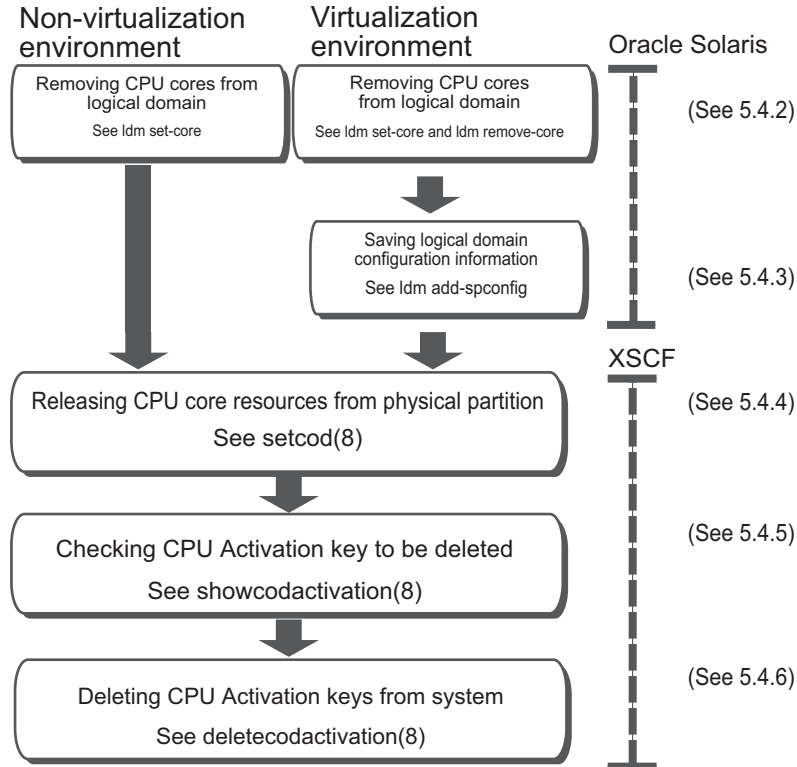 Non-virtualization
environment
Virtualization
environment
Oracle Solaris
Removing CPU cores from
logical domain
See ldm set-core
Removing CPU cores
from logical domain
See ldm set-core and ldm remove-core
(See 5.4.2)
Saving logical domain
configuration information
See ldm add-spconfig
(See 5.4.3)
XSCF
Releasing CPU core resources from physical partition
See setcod(8)
(See 5.4.4)
Checking CPU Activation key to be deleted
See showcodactivation(8)
(See 5.4.5)
Deleting CPU Activation keys from system
See deletecodactivation(8)
(See 5.4.6)